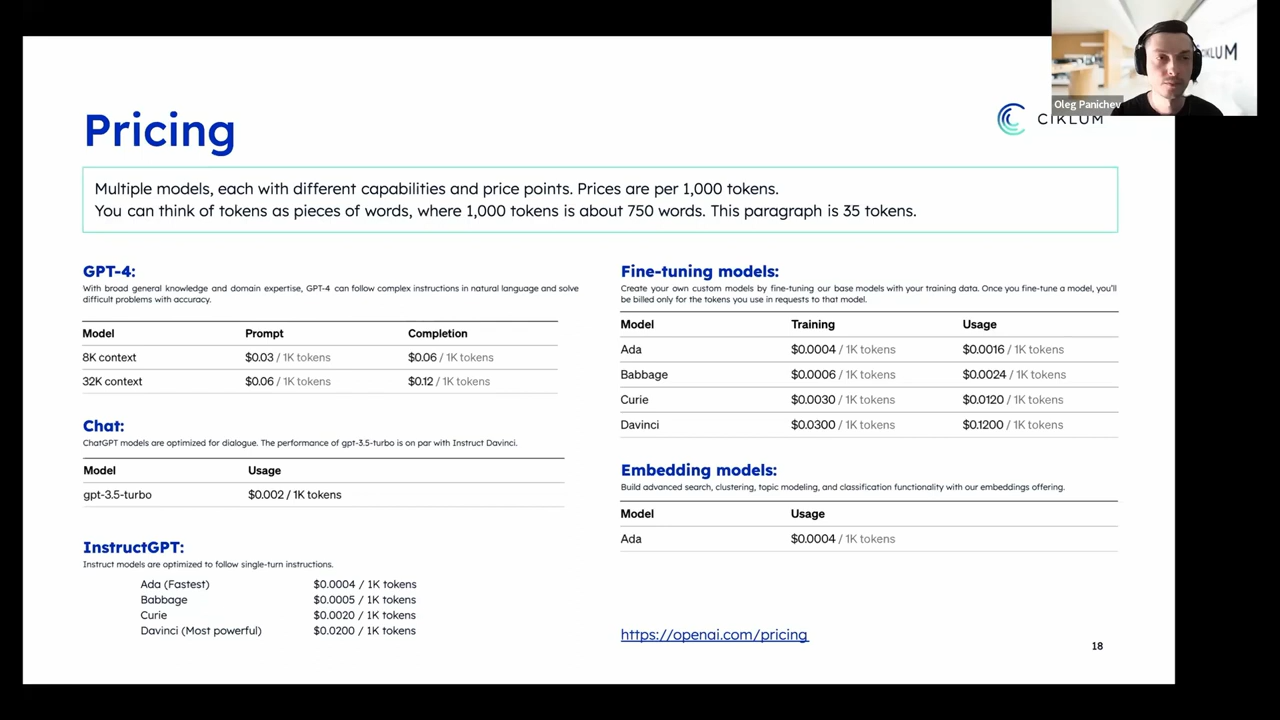 Oleg Panichev
CIKLUM
Pricing
Multiple models, each with different capabilities and price points. Prices are per 1,000 tokens.
You can think of tokens as pieces of words, where 1,000 tokens is about 750 words. This paragraph is 35 tokens.
GPT-4:
With broad general knowledge and domain expertise, GPT-4 can follow complex instructions in natural language and solve
difficult problems with accuracy.
Model Prompt Completion
8K context $0.03 / 1K tokens $0.06 / 1K tokens
32K context $0.06 / 1K tokens $0.12 / 1K tokens
Chat:
ChatGPT models are optimized for dialogue. The performance of gpt-3.5-turbo is on par with Instruct Davinci.
Model Usage
gpt-3.5-turbo $0.002 / 1K tokens
InstructGPT:
Instruct models are optimized to follow single-turn instructions.
Ada (Fastest) $0.0004 / 1K tokens
Babbage $0.0005 / 1K tokens
Curie $0.0020 / 1K tokens
Davinci (Most powerful) $0.0200 / 1K tokens
Fine-tuning models:
Create your own custom models by fine-tuning our base models with your training data. Once you fine-tune a model, you'll
be billed only for the tokens you use in requests to that model.
Model Training Usage
Ada $0.0004 / 1K tokens $0.0016 / 1K tokens
Babbage $0.0006 / 1K tokens $0.0024 / 1K tokens
Curie $0.0030 / 1K tokens $0.0120 / 1K tokens
Davinci $0.0300 / 1K tokens $0.1200 / 1K tokens
Embedding models:
Build advanced search, clustering, topic modeling, and classification functionality with our embeddings offering.
Model Usage
Ada $0.0004 / 1K tokens
https://openai.com/pricing
18